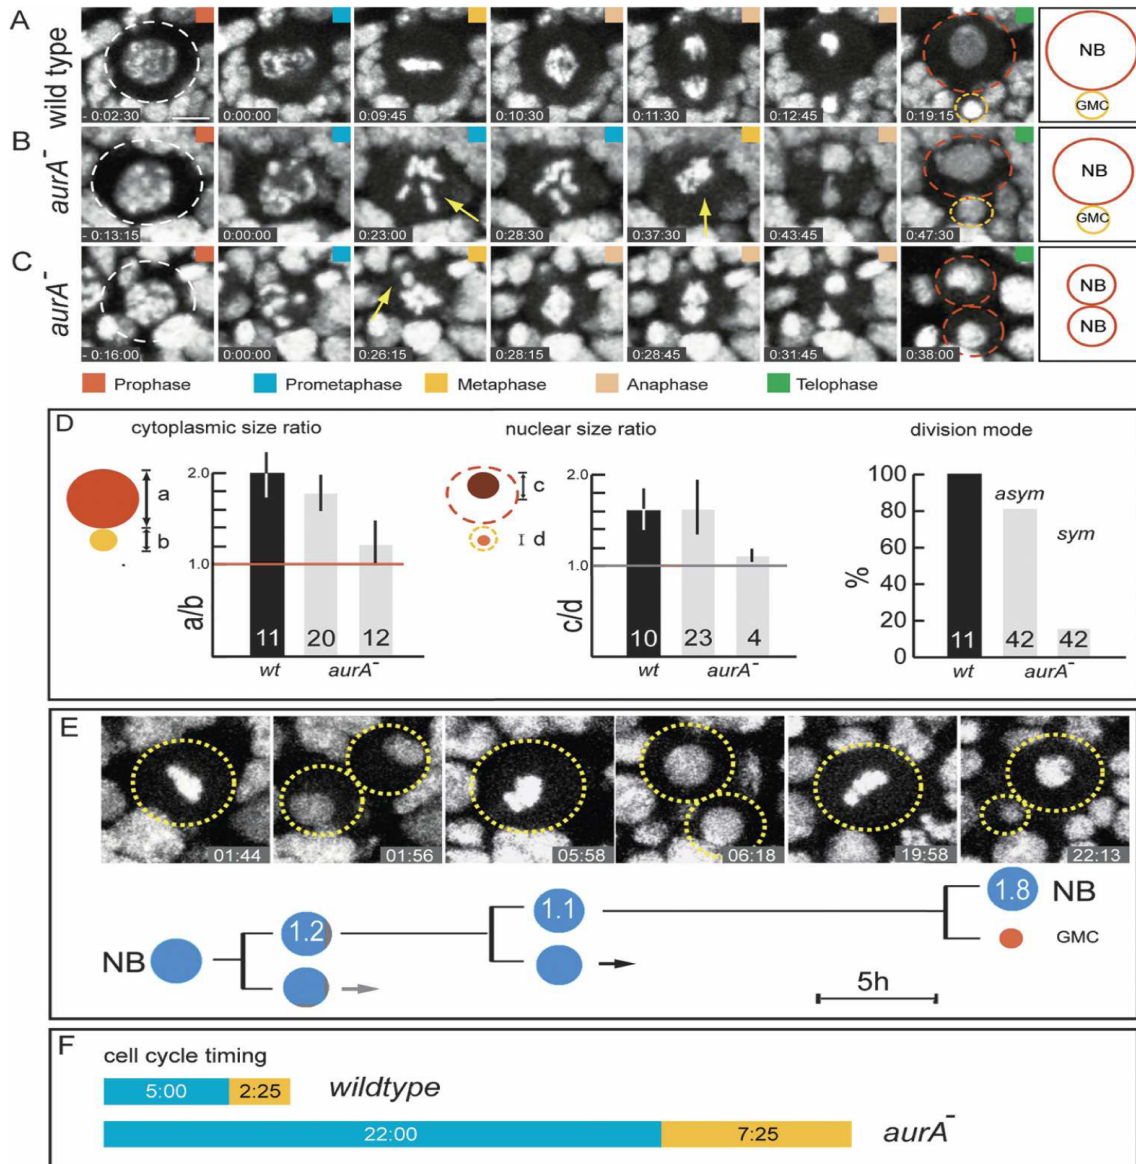 A
wild type
- 0:02:30
0:00:00
0:09:45
0:10:30
0:11:30
0:12:45
0:19:15
NB
GMC
B
aurA-
- 0:13:15
0:00:00
0:23:00
0:28:30
0:37:30
0:43:45
0:47:30
NB
GMC
C
aurA-
- 0:16:00
0:00:00
0:26:15
0:28:15
0:28:45
0:31:45
0:38:00
NB
NB
Prophase Prometaphase Metaphase Anaphase Telophase
D
cytoplasmic size ratio
a
b
a/b
2.0
1.0
11 20 12
wt aurA-
nuclear size ratio
c
d
c/d
2.0
1.0
10 23 4
wt aurA-
division mode
%
100
80
60
40
20
0
asym
sym
11 42 42
wt aurA-
E
01:44 01:56 05:58 06:18 19:58 22:13
NB
1.2
1.1
1.8 NB
GMC
5h
F
cell cycle timing
5:00 2:25 wildtype
22:00 7:25 aurA-